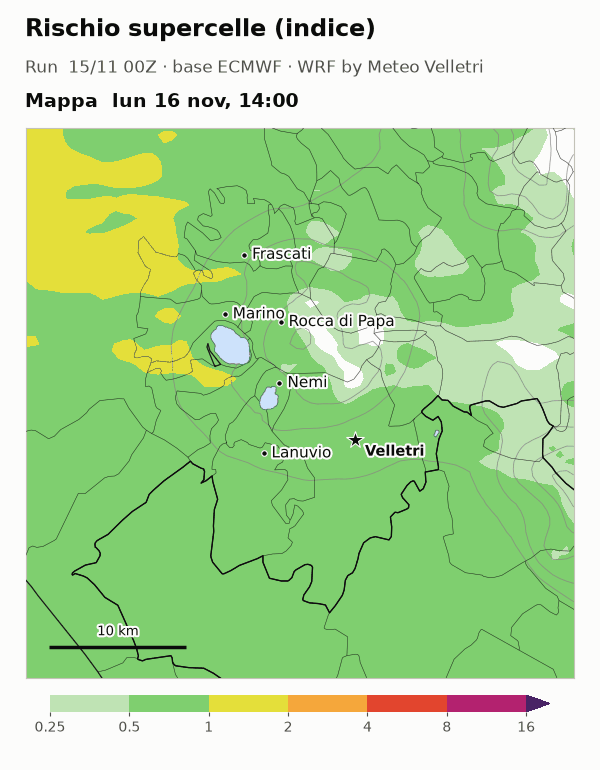 Rischio supercelle (indice)
Run  15/11 00Z · base ECMWF · WRF by Meteo Velletri
Mappa  lun 16 nov, 14:00
Frascati
Marino
Rocca di Papa
Nemi
Velletri
Lanuvio
10 km
0.25 0.5 1 2 4 8 16